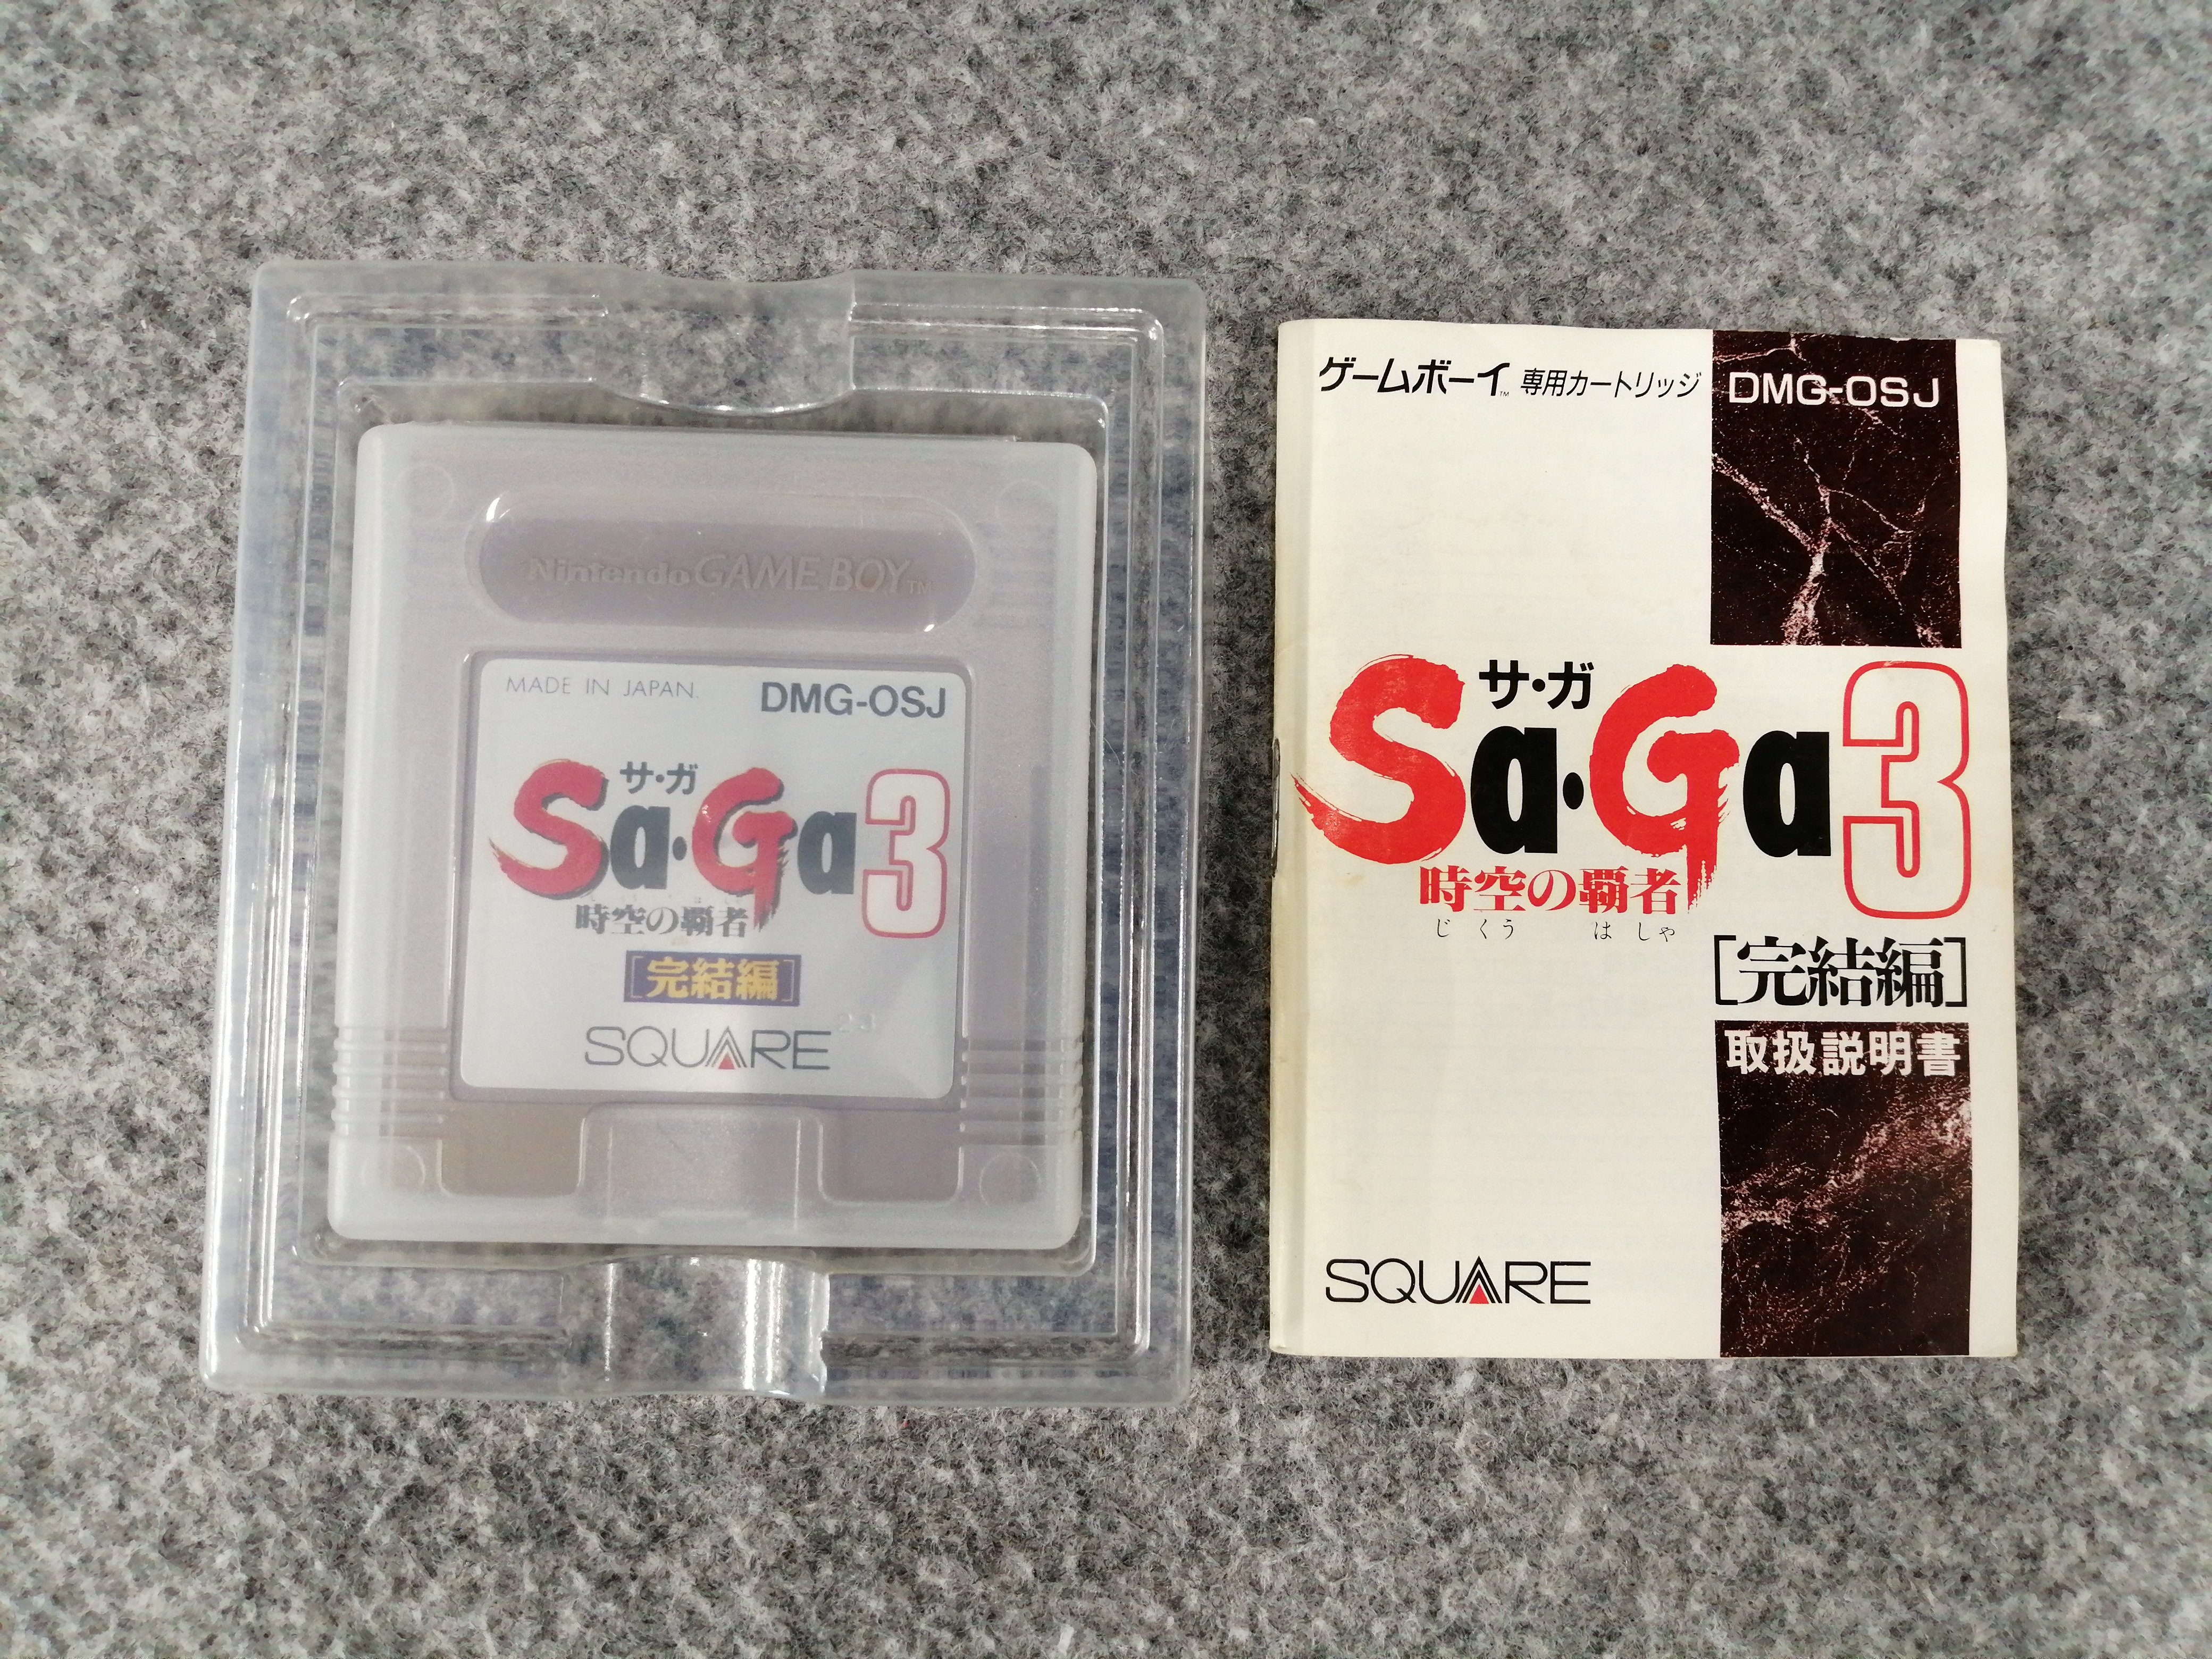 Nintendo GAME BOY™
MADE IN JAPAN
DMG-OSJ
サ・ガ
Sa・Ga3
時空の覇者
[完結編]
SQUARE
ゲームボーイ™ 専用カートリッジ
DMG-OSJ
サ・ガ
Sa・Ga3
時空の覇者
じくう はしゃ
[完結編]
取扱説明書
SQUARE